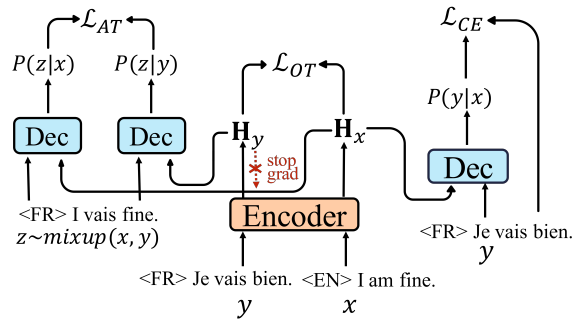 ℒ_AT
ℒ_OT
ℒ_CE
P(z|x)
P(z|y)
P(y|x)
Dec
Dec
H_y
H_x
Dec
stop
grad
<FR> I vais fine.
z~mixup(x, y)
Encoder
<FR> Je vais bien.
y
<FR> Je vais bien.
y
<EN> I am fine.
x